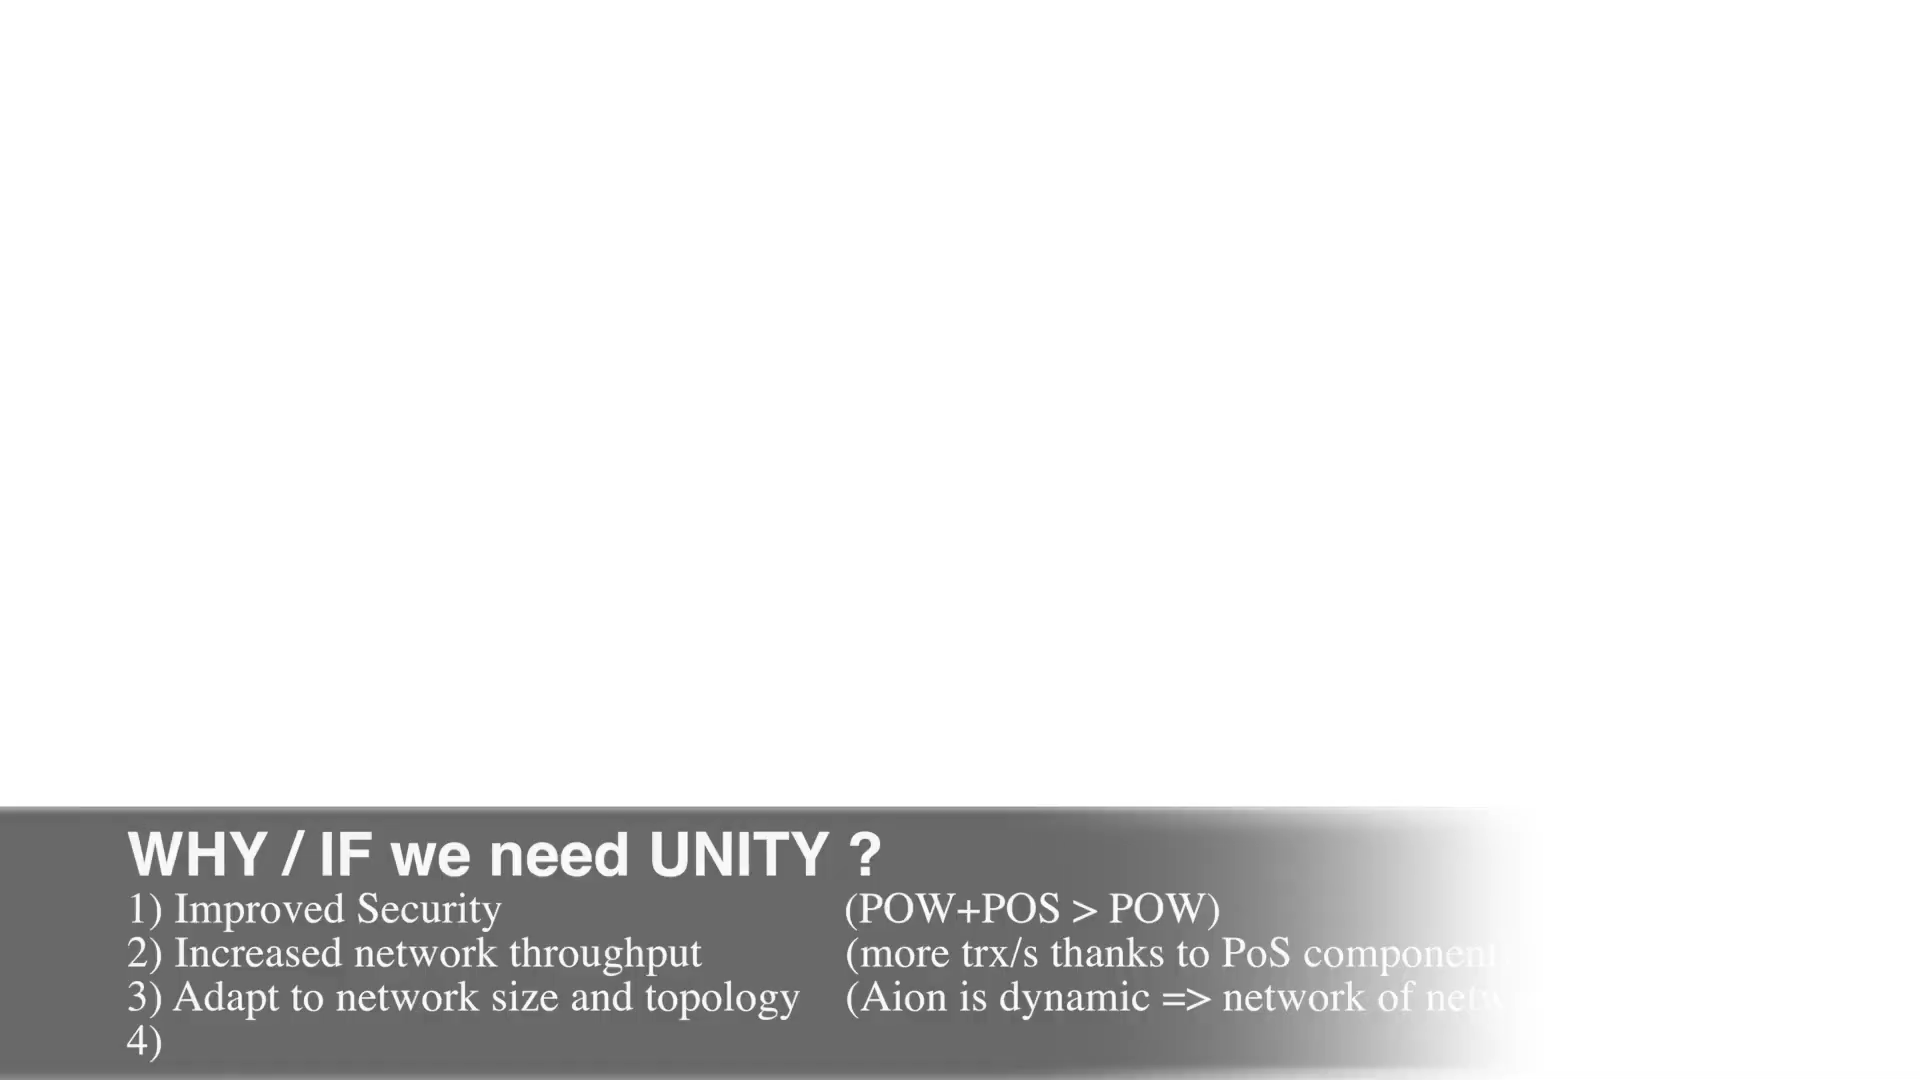 WHY / IF we need UNITY ?
1) Improved Security (POW+POS > POW)
2) Increased network throughput (more trx/s thanks to PoS component
3) Adapt to network size and topology (Aion is dynamic => network of
4)